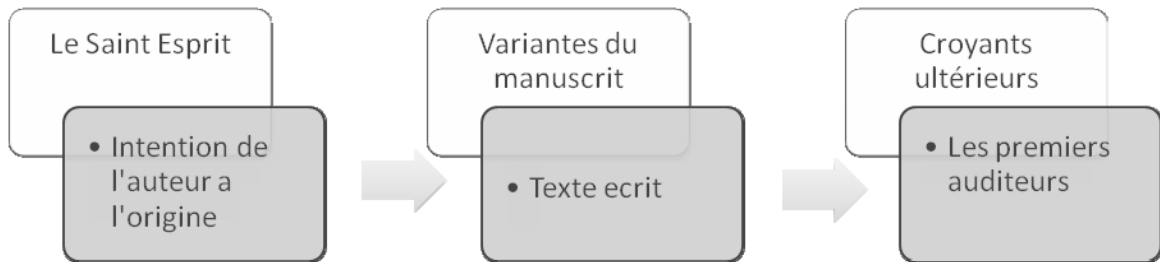 Le Saint Esprit
• Intention de
l'auteur a
l'origine
Variantes du
manuscrit
• Texte ecrit
Croyants
ultérieurs
• Les premiers
auditeurs